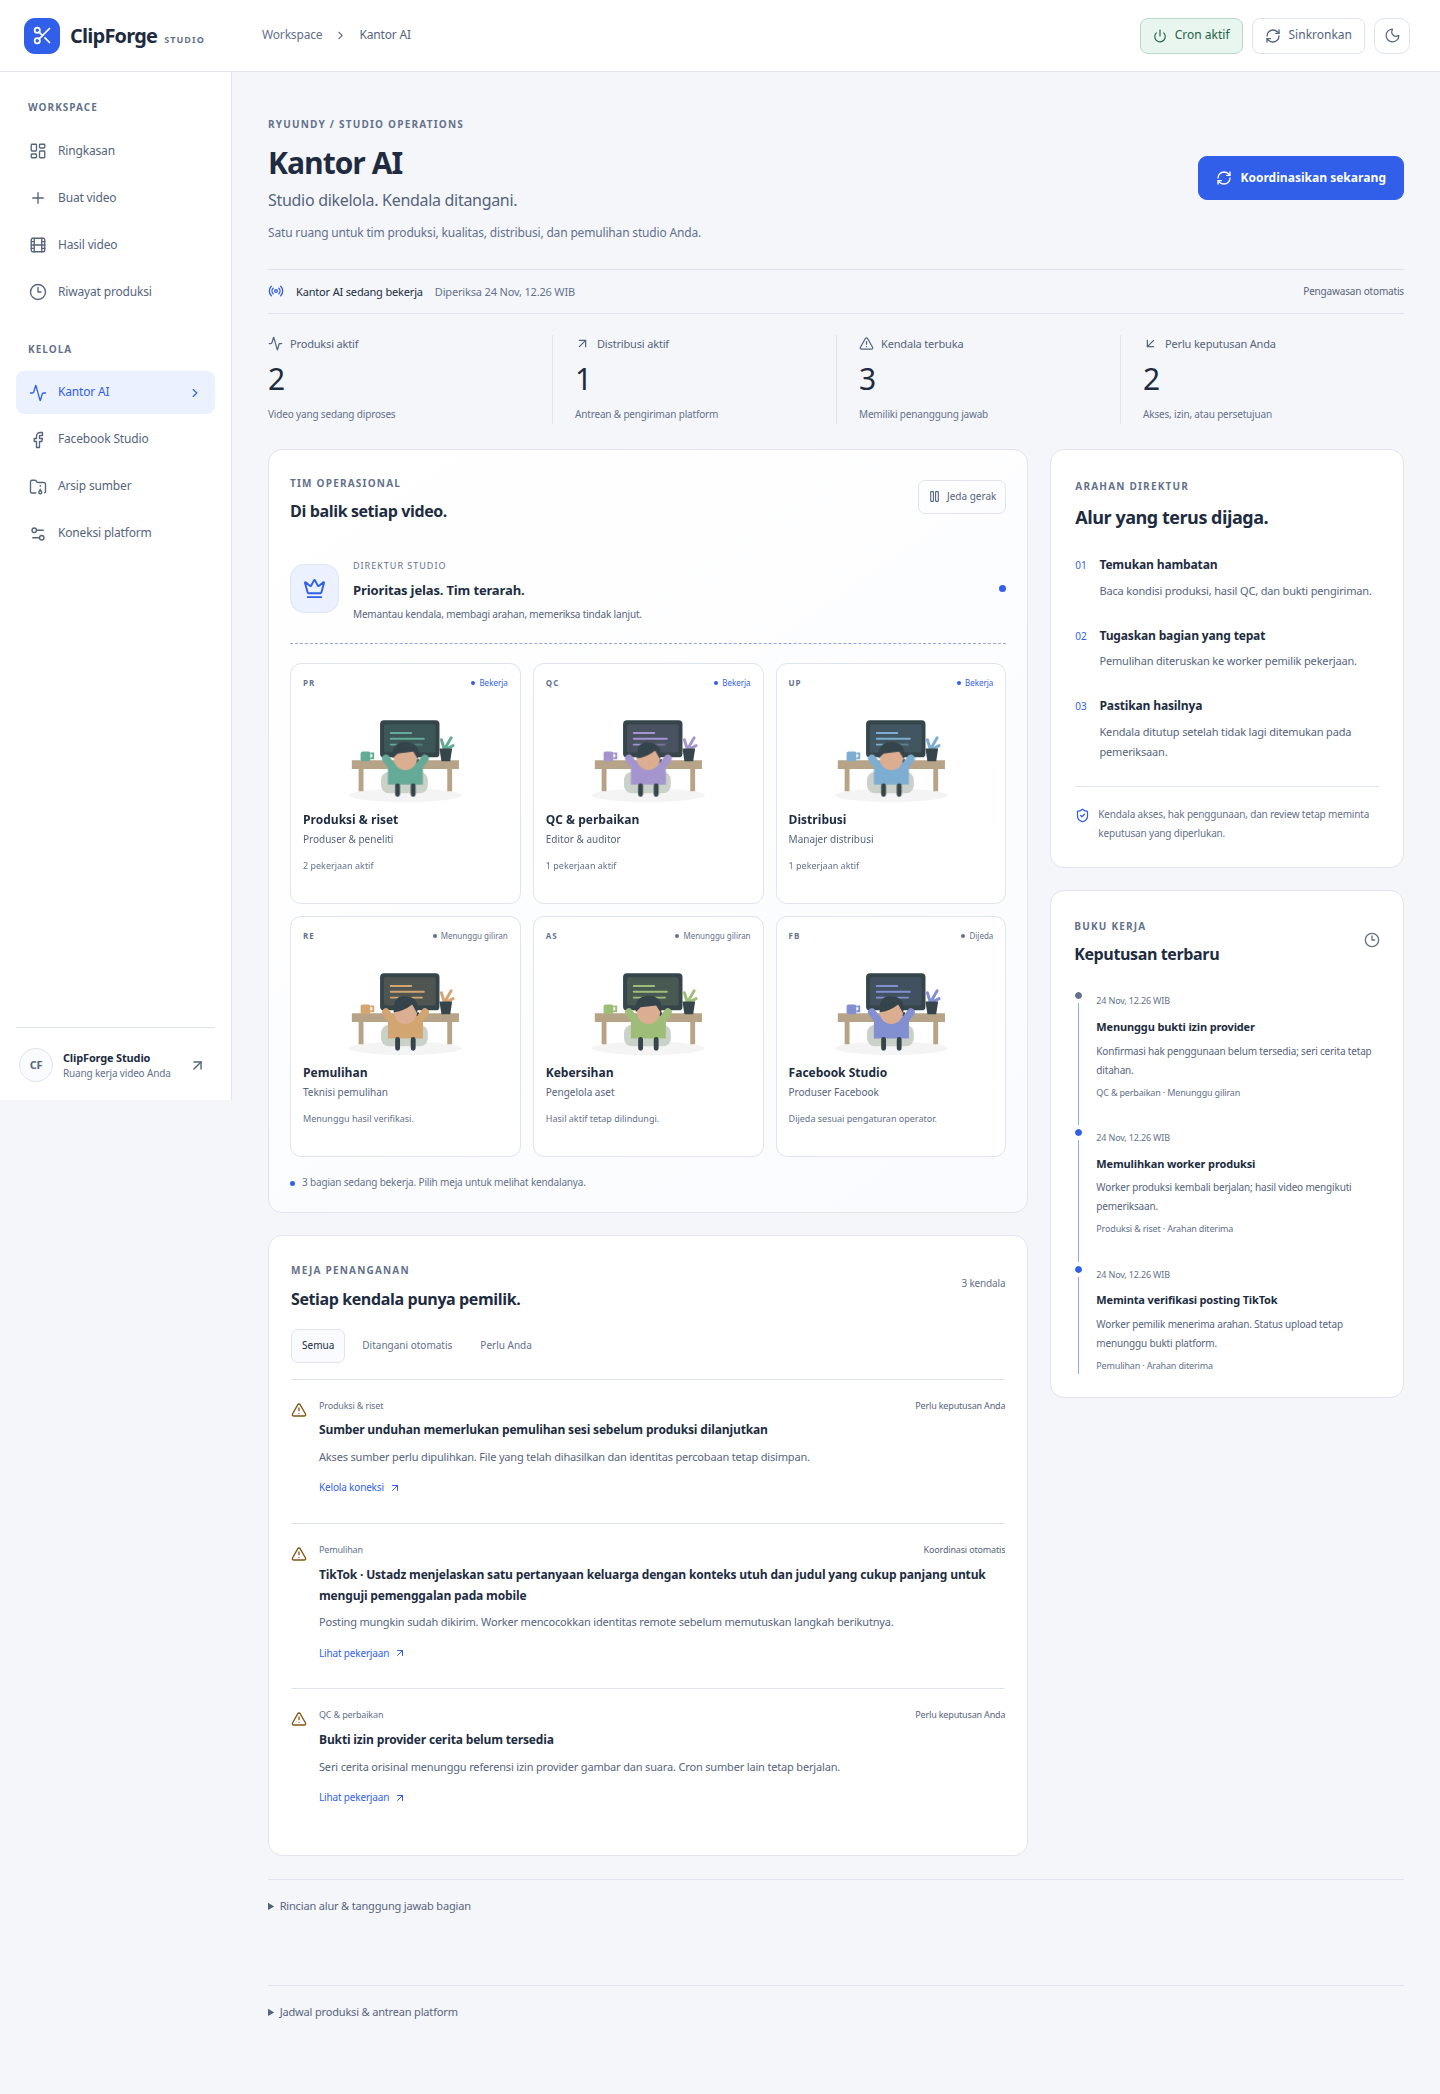 ClipForge STUDIO
Workspace > Kantor AI
Cron aktif
Sinkronkan
WORKSPACE
Ringkasan
Buat video
Hasil video
Riwayat produksi
KELOLA
Kantor AI
Facebook Studio
Arsip sumber
Koneksi platform
CF
ClipForge Studio
Ruang kerja video Anda
RYUUNDY / STUDIO OPERATIONS
Kantor AI
Studio dikelola. Kendala ditangani.
Satu ruang untuk tim produksi, kualitas, distribusi, dan pemulihan studio Anda.
Koordinasikan sekarang
Kantor AI sedang bekerja Diperiksa 24 Nov, 12.26 WIB
Pengawasan otomatis
Produksi aktif
2
Video yang sedang diproses
Distribusi aktif
1
Antrean & pengiriman platform
Kendala terbuka
3
Memiliki penanggung jawab
Perlu keputusan Anda
2
Akses, izin, atau persetujuan
TIM OPERASIONAL
Di balik setiap video.
Jeda gerak
DIREKTUR STUDIO
Prioritas jelas. Tim terarah.
Memantau kendala, membagi arahan, memeriksa tindak lanjut.
PR
Bekerja
Produksi & riset
Produser & peneliti
2 pekerjaan aktif
QC
Bekerja
QC & perbaikan
Editor & auditor
1 pekerjaan aktif
UP
Bekerja
Distribusi
Manajer distribusi
1 pekerjaan aktif
RE
Menunggu giliran
Pemulihan
Teknisi pemulihan
Menunggu hasil verifikasi.
AS
Menunggu giliran
Kebersihan
Pengelola aset
Hasil aktif tetap dilindungi.
FB
Dijeda
Facebook Studio
Produser Facebook
Dijeda sesuai pengaturan operator.
3 bagian sedang bekerja. Pilih meja untuk melihat kendalanya.
ARAHAN DIREKTUR
Alur yang terus dijaga.
01 Temukan hambatan
Baca kondisi produksi, hasil QC, dan bukti pengiriman.
02 Tugaskan bagian yang tepat
Pemulihan diteruskan ke worker pemilik pekerjaan.
03 Pastikan hasilnya
Kendala ditutup setelah tidak lagi ditemukan pada
pemeriksaan.
Kendala akses, hak penggunaan, dan review tetap meminta
keputusan yang diperlukan.
BUKU KERJA
Keputusan terbaru
24 Nov, 12.26 WIB
Menunggu bukti izin provider
Konfirmasi hak penggunaan belum tersedia; seri cerita tetap
ditahan.
QC & perbaikan · Menunggu giliran
24 Nov, 12.26 WIB
Memulihkan worker produksi
Worker produksi kembali berjalan; hasil video mengikuti
pemeriksaan.
Produksi & riset · Arahan diterima
24 Nov, 12.26 WIB
Meminta verifikasi posting TikTok
Worker pemilik menerima arahan. Status upload tetap
menunggu bukti platform.
Pemulihan · Arahan diterima
MEJA PENANGANAN
Setiap kendala punya pemilik.
3 kendala
Semua
Ditangani otomatis
Perlu Anda
Produksi & riset
Perlu keputusan Anda
Sumber unduhan memerlukan pemulihan sesi sebelum produksi dilanjutkan
Akses sumber perlu dipulihkan. File yang telah dihasilkan dan identitas percobaan tetap disimpan.
Kelola koneksi
Pemulihan
Koordinasi otomatis
TikTok · Ustadz menjelaskan satu pertanyaan keluarga dengan konteks utuh dan judul yang cukup panjang untuk
menguji pemenggalan pada mobile
Posting mungkin sudah dikirim. Worker mencocokkan identitas remote sebelum memutuskan langkah berikutnya.
Lihat pekerjaan
QC & perbaikan
Perlu keputusan Anda
Bukti izin provider cerita belum tersedia
Seri cerita orisinal menunggu referensi izin provider gambar dan suara. Cron sumber lain tetap berjalan.
Lihat pekerjaan
Rincian alur & tanggung jawab bagian
Jadwal produksi & antrean platform